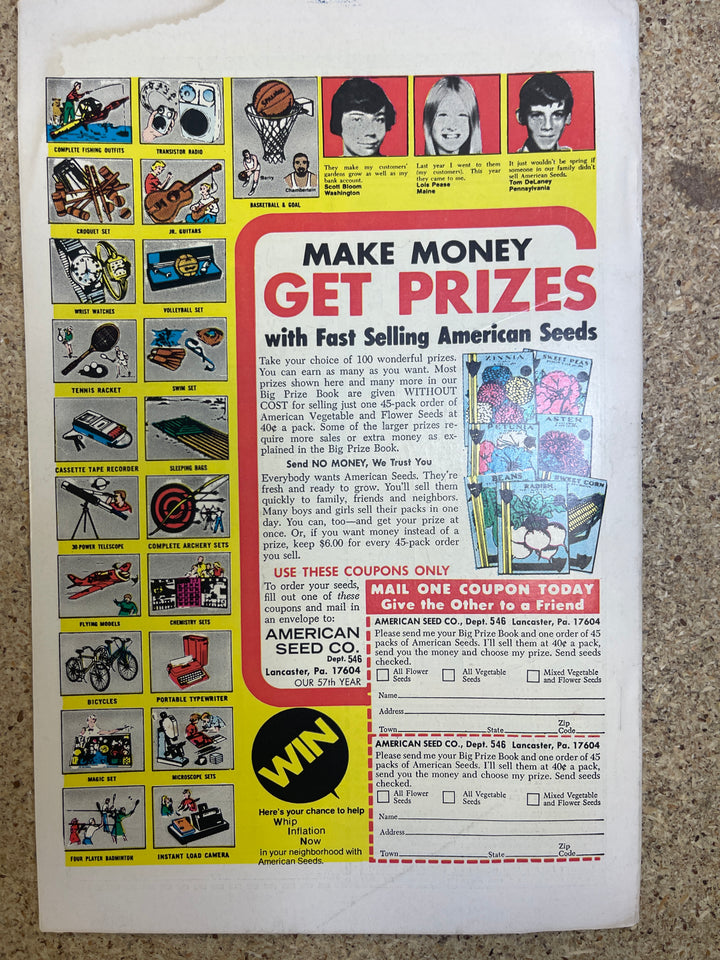 COMPLETE FISHING OUTFITS
TRANSISTOR RADIO
SPALDING
Barry
Chamberlain
BASKETBALL & GOAL
They make my customers'
gardens grow as well as my
bank account.
Scott Bloom
Washington
Last year I went to them
(my customers). This year
they came to me.
Lois Pease
Maine
It just wouldn't be spring if
someone in our family didn't
sell American Seeds.
Tom DeLaney
Pennsylvania
CROQUET SET
JR. GUITARS
WRIST WATCHES
VOLLEYBALL SET
TENNIS RACKET
SWIM SET
CASSETTE TAPE RECORDER
SLEEPING BAGS
30-POWER TELESCOPE
COMPLETE ARCHERY SETS
FLYING MODELS
CHEMISTRY SETS
BICYCLES
PORTABLE TYPEWRITER
MAGIC SET
MICROSCOPE SETS
FOUR PLAYER BADMINTON
INSTANT LOAD CAMERA
MAKE MONEY
GET PRIZES
with Fast Selling American Seeds
Take your choice of 100 wonderful prizes.
You can earn as many as you want. Most
prizes shown here and many more in our
Big Prize Book are given WITHOUT
COST for selling just one 45-pack order of
American Vegetable and Flower Seeds at
40¢ a pack. Some of the larger prizes re-
quire more sales or extra money as ex-
plained in the Big Prize Book.
Send NO MONEY, We Trust You
Everybody wants American Seeds. They're
fresh and ready to grow. You'll sell them
quickly to family, friends and neighbors.
Many boys and girls sell their packs in one
day. You can, too—and get your prize at
once. Or, if you want money instead of a
prize, keep $6.00 for every 45-pack order
you sell.
ZINNIA
SWEET PEAS
PETUNIA
ASTER
BEANS
RADISH
SWEET CORN
USE THESE COUPONS ONLY
To order your seeds,
fill out one of these
coupons and mail in
an envelope to:
AMERICAN
SEED CO.
Dept. 546
Lancaster, Pa. 17604
OUR 57th YEAR
WIN
Here's your chance to help
Whip
Inflation
Now
in your neighborhood with
American Seeds.
MAIL ONE COUPON TODAY
Give the Other to a Friend
AMERICAN SEED CO., Dept. 546 Lancaster, Pa. 17604
Please send me your Big Prize Book and one order of 45
packs of American Seeds. I'll sell them at 40¢ a pack,
send you the money and choose my prize. Send seeds
checked.
All Flower Seeds
All Vegetable Seeds
Mixed Vegetable and Flower Seeds
Name
Address
Town State Zip Code
AMERICAN SEED CO., Dept. 546 Lancaster, Pa. 17604
Please send me your Big Prize Book and one order of 45
packs of American Seeds. I'll sell them at 40¢ a pack,
send you the money and choose my prize. Send seeds
checked.
All Flower Seeds
All Vegetable Seeds
Mixed Vegetable and Flower Seeds
Name
Address
Town State Zip Code